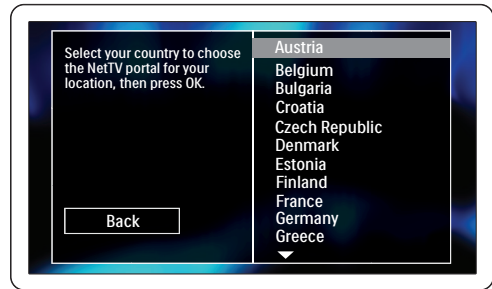 Select your country to choose
the NetTV portal for your
location, then press OK.
Back
Austria
Belgium
Bulgaria
Croatia
Czech Republic
Denmark
Estonia
Finland
France
Germany
Greece